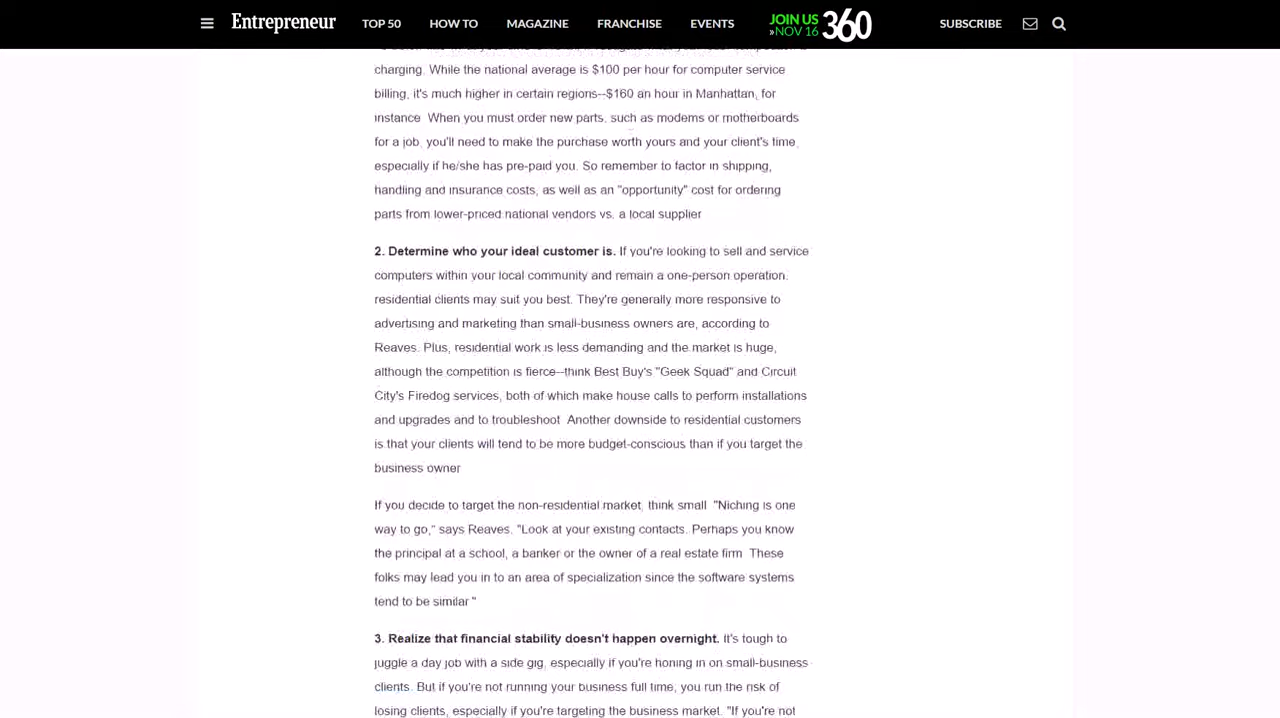 Entrepreneur TOP 50 HOW TO MAGAZINE FRANCHISE EVENTS JOIN US »NOV 16 360 SUBSCRIBE
charging. While the national average is $100 per hour for computer service
billing, it's much higher in certain regions--$160 an hour in Manhattan, for
instance When you must order new parts, such as modems or motherboards
for a job, you'll need to make the purchase worth yours and your client's time,
especially if he/she has pre-paid you. So remember to factor in shipping,
handling and insurance costs, as well as an "opportunity" cost for ordering
parts from lower-priced national vendors vs. a local supplier
2. Determine who your ideal customer is. If you're looking to sell and service
computers within your local community and remain a one-person operation.
residential clients may suit you best. They're generally more responsive to
advertising and marketing than small-business owners are, according to
Reaves. Plus, residential work is less demanding and the market is huge,
although the competition is fierce--think Best Buy's "Geek Squad" and Circuit
City's Firedog services, both of which make house calls to perform installations
and upgrades and to troubleshoot Another downside to residential customers
is that your clients will tend to be more budget-conscious than if you target the
business owner
If you decide to target the non-residential market, think small "Niching is one
way to go," says Reaves. "Look at your existing contacts. Perhaps you know
the principal at a school, a banker or the owner of a real estate firm These
folks may lead you in to an area of specialization since the software systems
tend to be similar "
3. Realize that financial stability doesn't happen overnight. It's tough to
juggle a day job with a side gig, especially if you're honing in on small-business
clients. But if you're not running your business full time, you run the risk of
losing clients, especially if you're targeting the business market. "If you're not